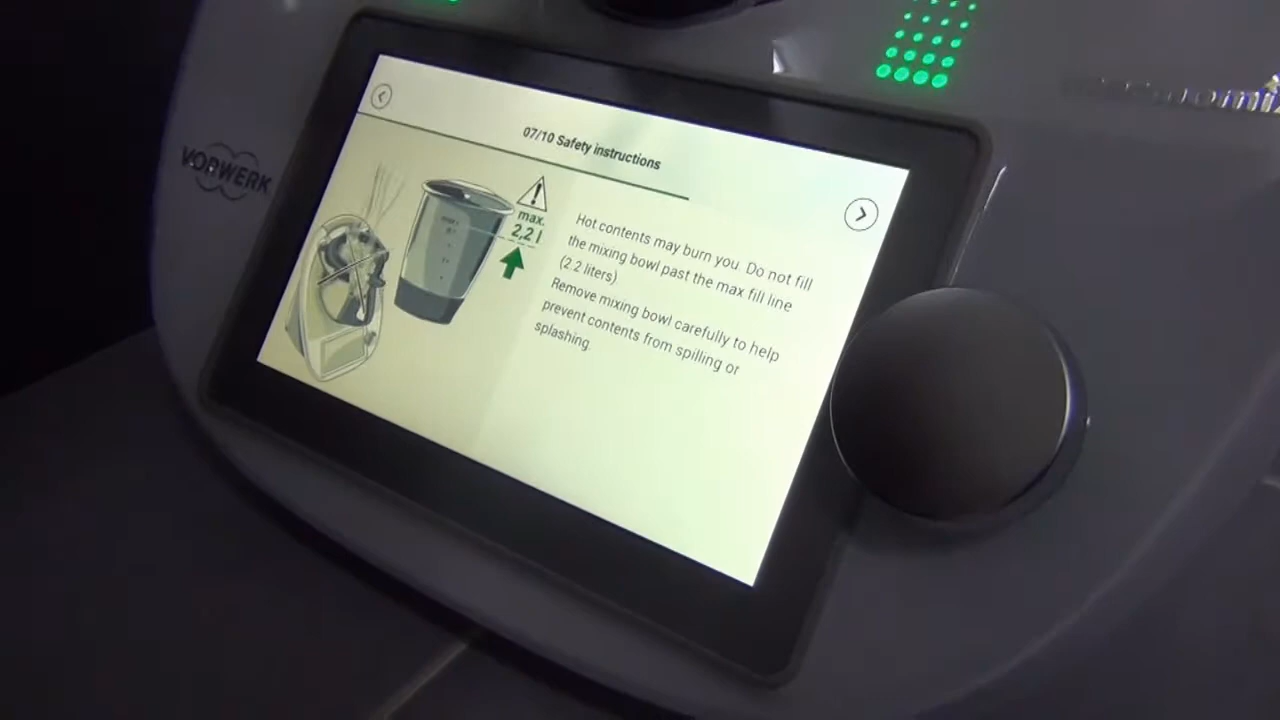 VORWERK
07/10 Safety instructions
max.
2,2 l
Hot contents may burn you. Do not fill
the mixing bowl past the max fill line
(2.2 liters).
Remove mixing bowl carefully to help
prevent contents from spilling or
splashing.